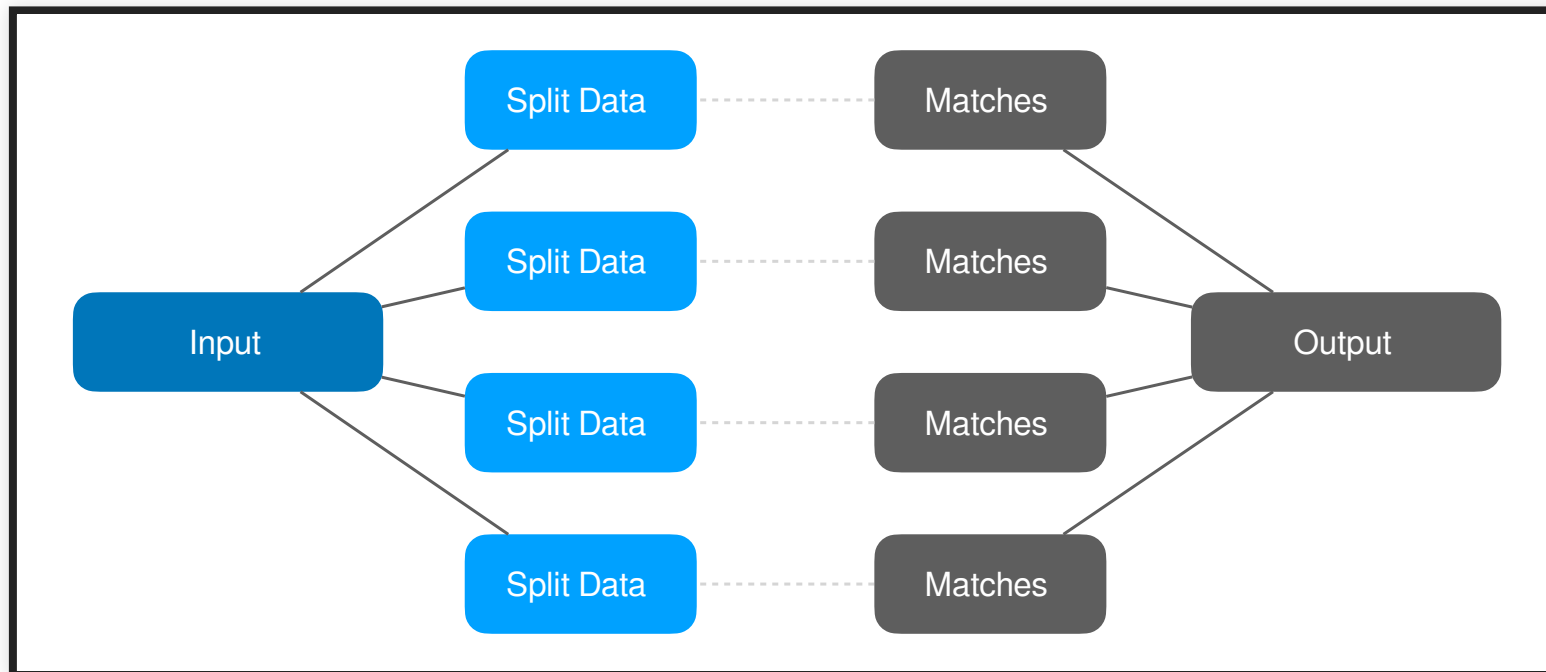 Split Data
Matches
Split Data
Matches
Input
Output
Split Data
Matches
Split Data
Matches